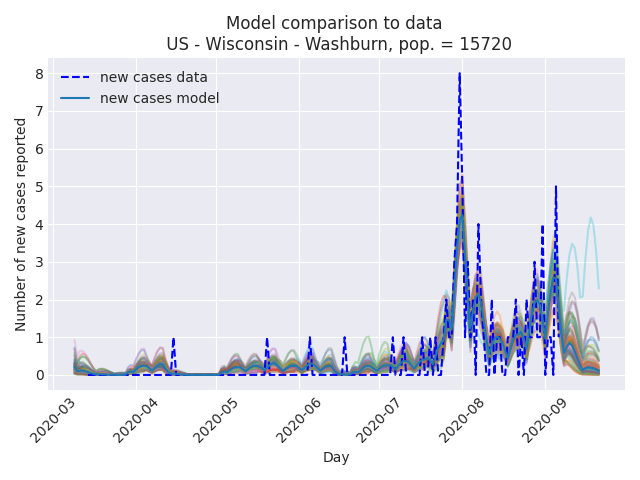 Model comparison to data
US - Wisconsin - Washburn, pop. = 15720
new cases data
new cases model
Number of new cases reported
8
7
6
5
4
3
2
1
0
2020-03
2020-04
2020-05
2020-06
2020-07
2020-08
2020-09
Day